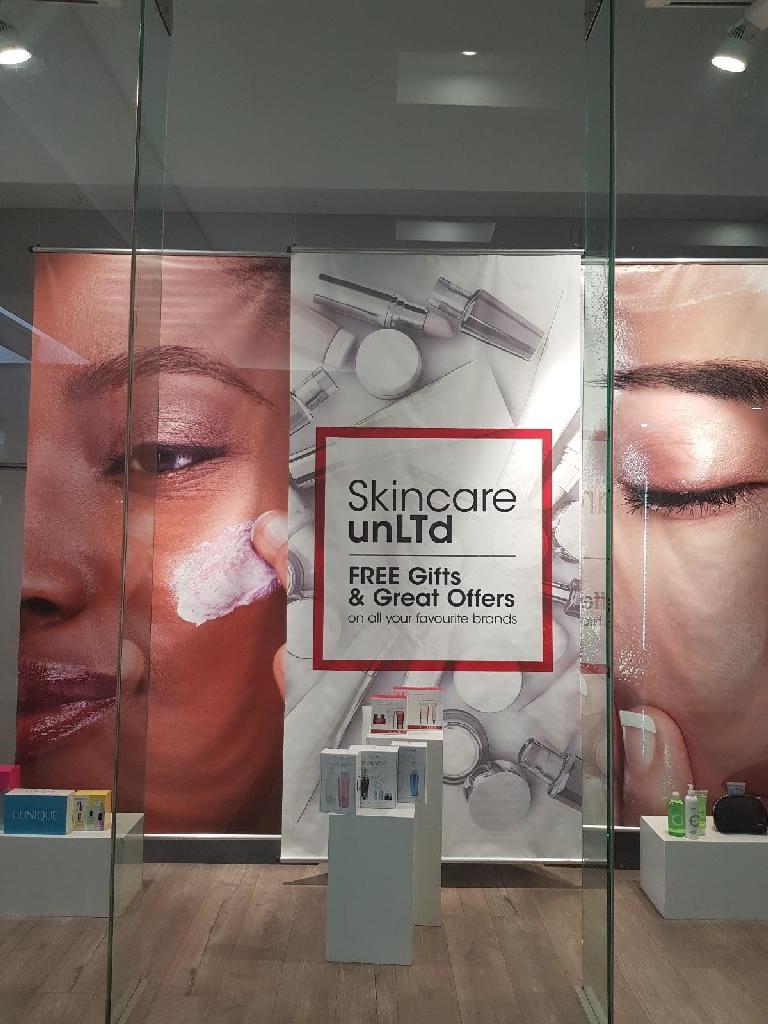 Skincare
unLTd
FREE Gifts
& Great Offers
on all your favourite brands
CLINIQUE